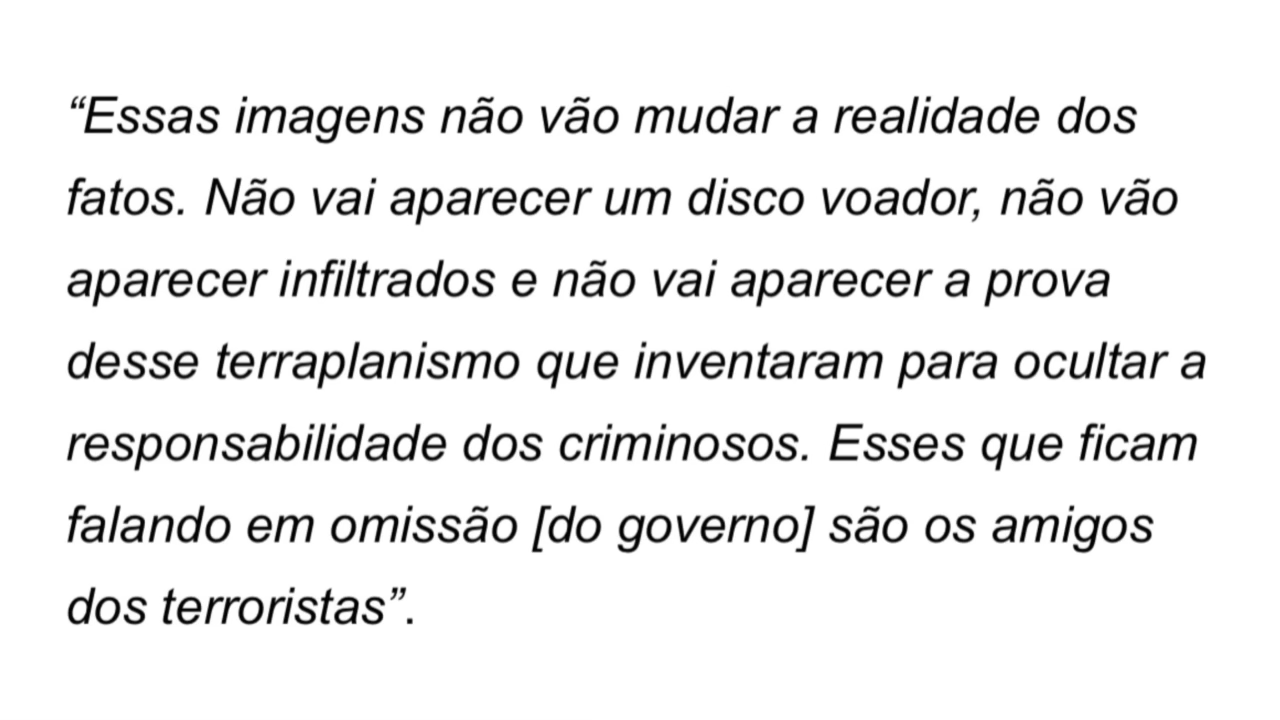 “Essas imagens não vão mudar a realidade dos
fatos. Não vai aparecer um disco voador, não vão
aparecer infiltrados e não vai aparecer a prova
desse terraplanismo que inventaram para ocultar a
responsabilidade dos criminosos. Esses que ficam
falando em omissão [do governo] são os amigos
dos terroristas”.